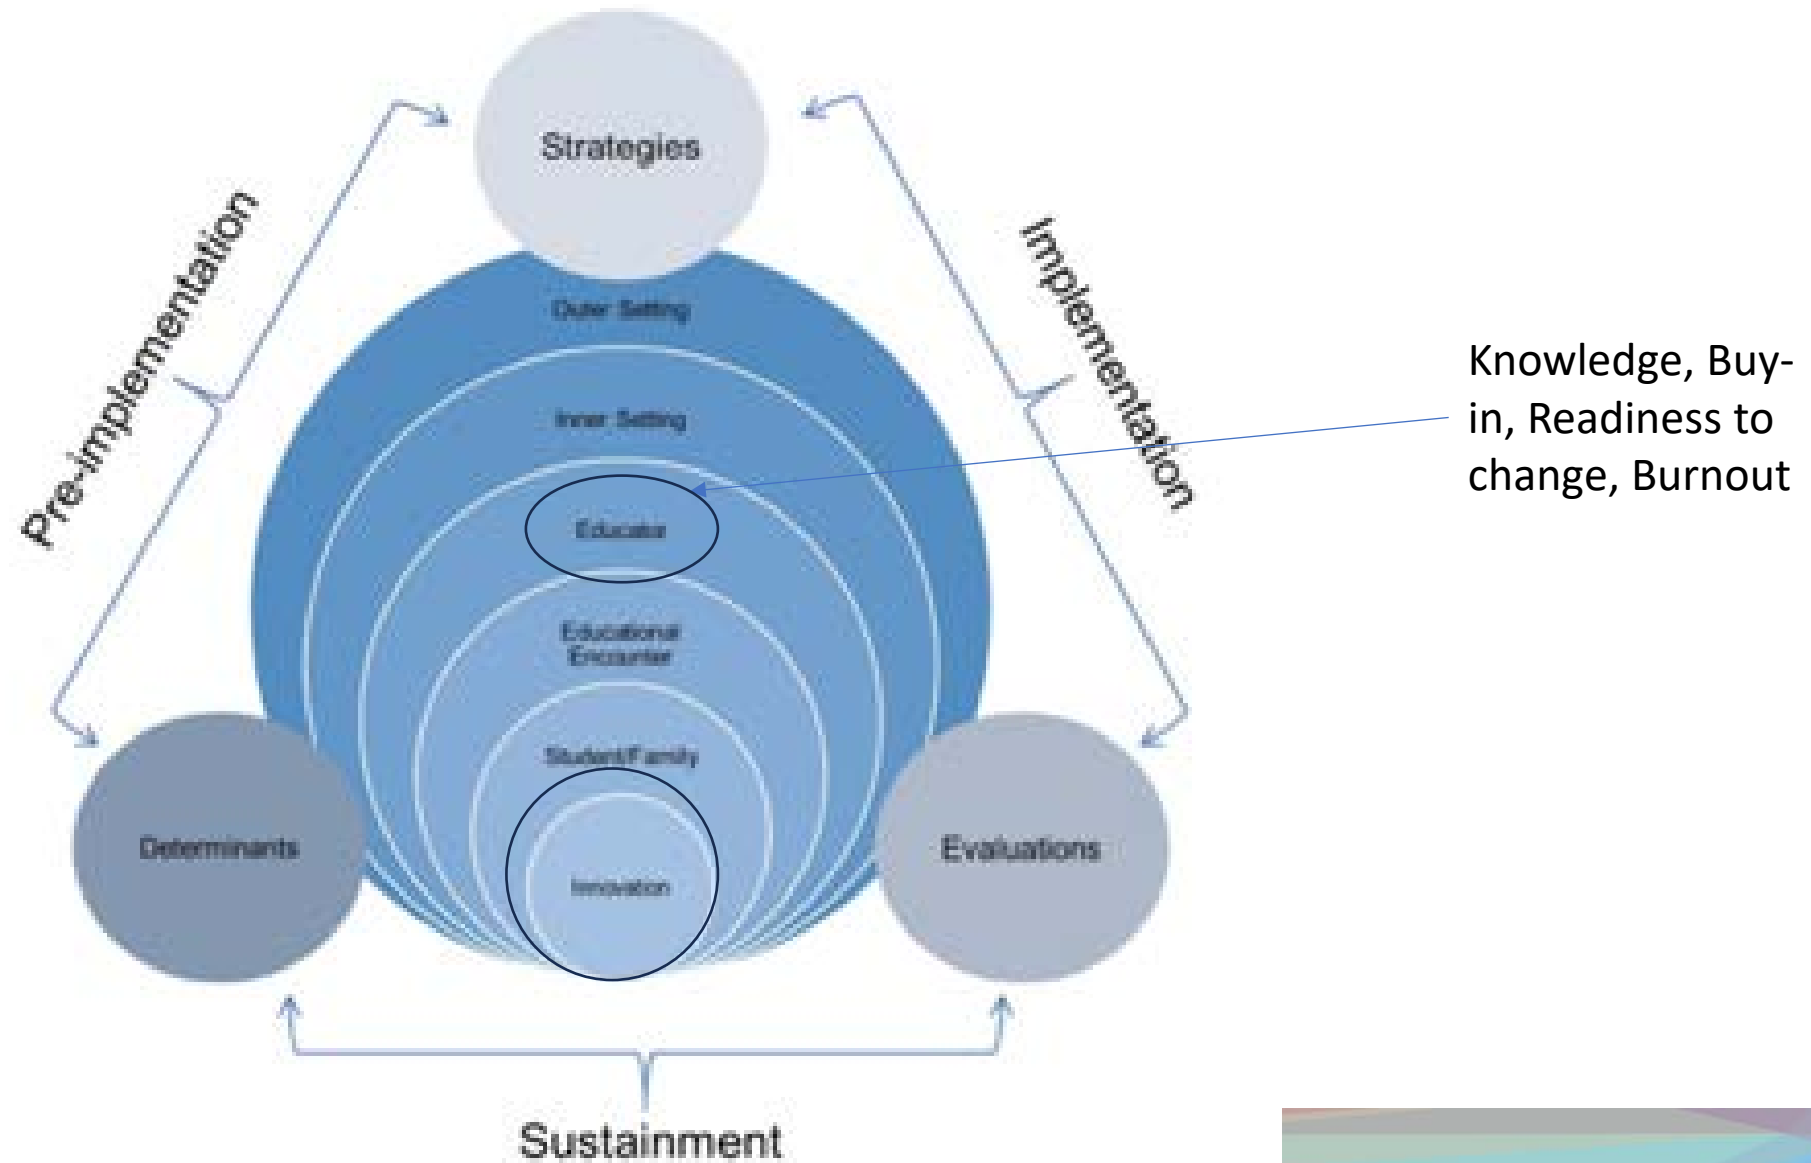 Strategies
Pre-implementation
Implementation
Outer Setting
Inner Setting
Educator
Educational
Encounter
Student/Family
Innovation
Determinants
Evaluations
Sustainment
Knowledge, Buy-
in, Readiness to
change, Burnout